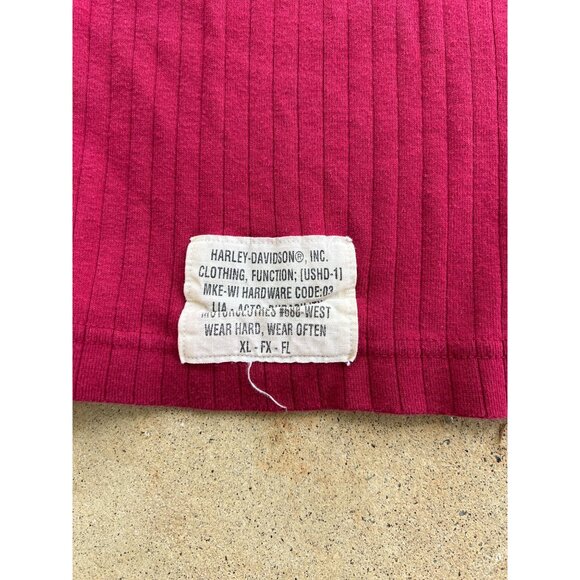 HARLEY-DAVIDSON®, INC.
CLOTHING, FUNCTION; (USHD-1)
MKE-WI HARDWARE CODE:03
WEST
WEAR HARD, WEAR OFTEN
XL - FX - FL